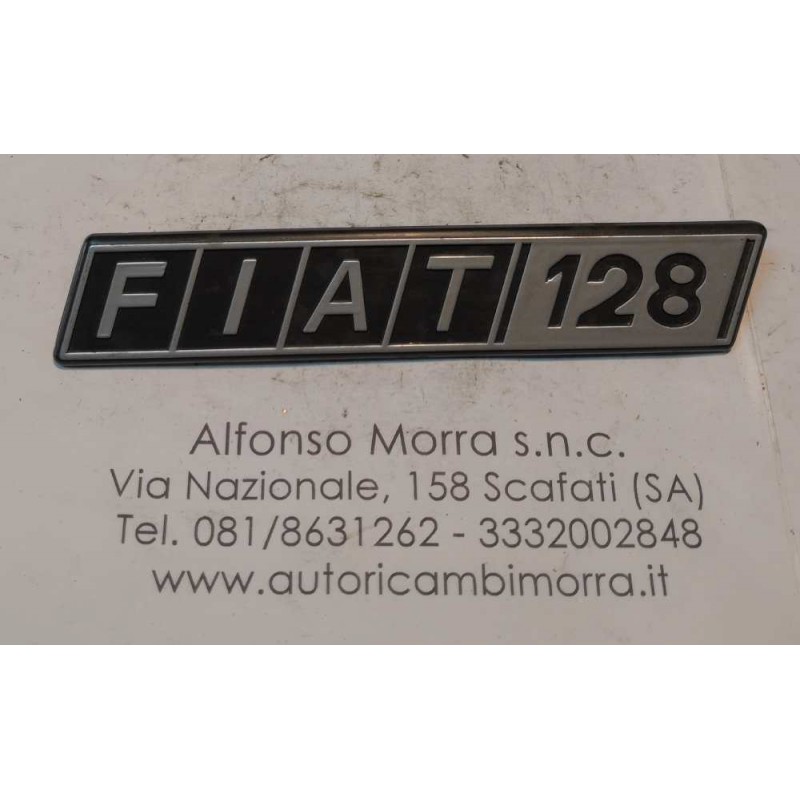 FIAT 128
Alfonso Morra s.n.c.
Via Nazionale, 158 Scafati (SA)
Tel. 081/8631262 - 3332002848
www.autoricambimorra.it